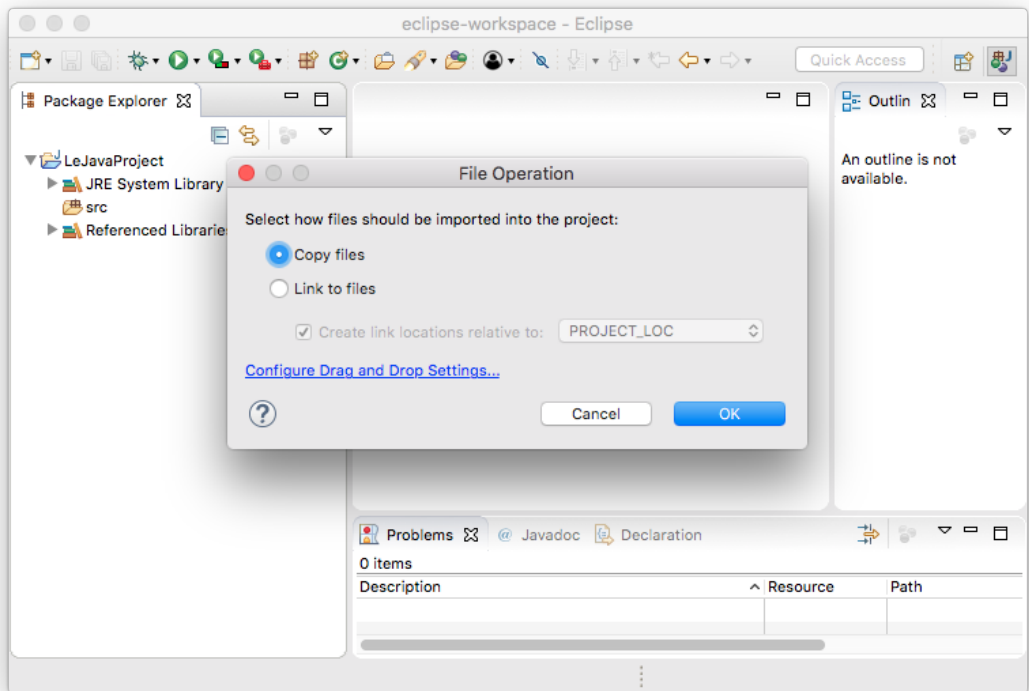 eclipse-workspace - Eclipse
Quick Access
Package Explorer
Outlin
LeJavaProject
JRE System Library
src
Referenced Librarie
An outline is not
available.
File Operation
Select how files should be imported into the project:
Copy files
Link to files
Create link locations relative to: PROJECT_LOC
Configure Drag and Drop Settings...
?
Cancel OK
Problems @ Javadoc Declaration
0 items
Description Resource Path